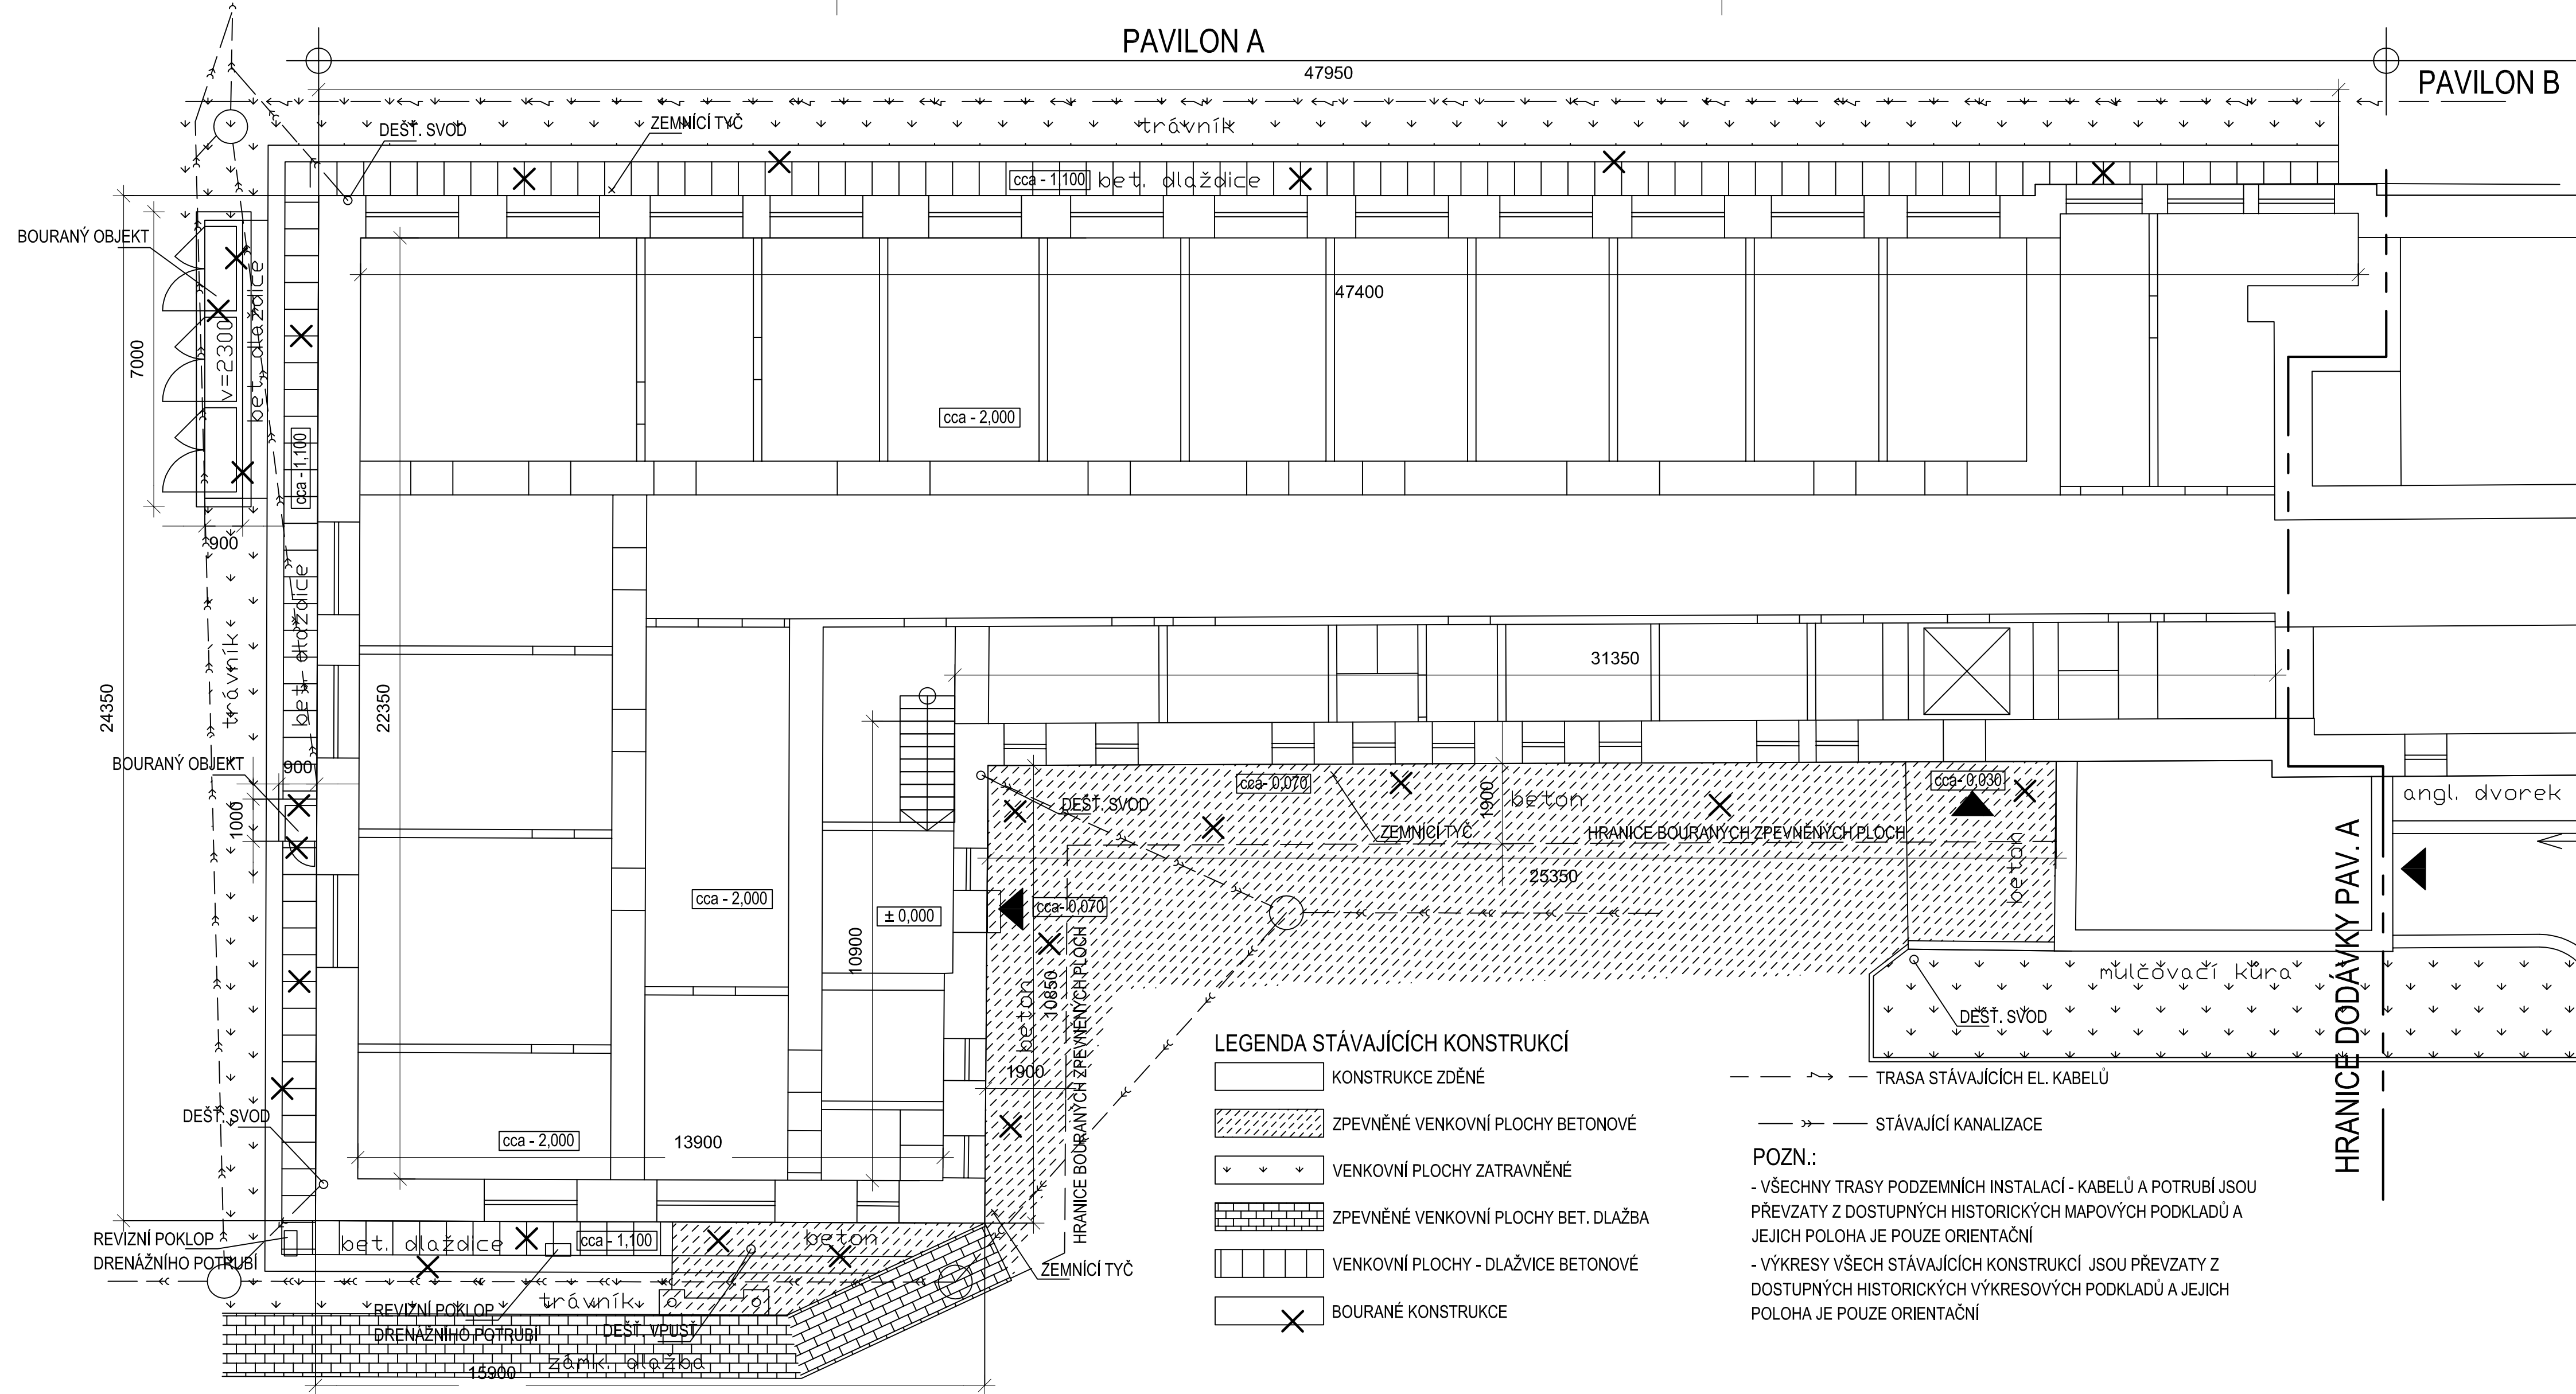 PAVILON A
47950
PAVILON B
DEŠŤ. SVOD
ZEMNÍCÍ TYČ
trávník
cca - 1,100
bet. dlaždice
BOURANÝ OBJEKT
bet. dlaždice
v=2300
7000
47400
cca - 2,000
cca - 1,100
900
bet. dlaždice
trávník
24350
22350
31350
BOURANÝ OBJEKT
900
1000
DEŠŤ. SVOD
cca- 0,070
ZEMNÍCÍ TYČ
1900
beton
HRANICE BOURANÝCH ZPEVNĚNÝCH PLOCH
cca- 0,030
beton
angl. dvorek
25350
cca - 2,000
± 0,000
cca- 0,070
10900
10850
beton
HRANICE BOURANÝCH ZPEVNĚNÝCH PLOCH
1900
mulčovací kůra
DEŠŤ. SVOD
HRANICE DODÁVKY PAV. A
DEŠŤ. SVOD
cca - 2,000
13900
REVIZNÍ POKLOP
DRENÁŽNÍHO POTRUBÍ
bet. dlaždice
cca - 1,100
beton
ZEMNÍCÍ TYČ
trávník
REVIZNÍ POKLOP
DRENÁŽNÍHO POTRUBÍ
DEŠŤ. VPUSŤ
zámk. dlažba
15900
LEGENDA STÁVAJÍCÍCH KONSTRUKCÍ
KONSTRUKCE ZDĚNÉ
ZPEVNĚNÉ VENKOVNÍ PLOCHY BETONOVÉ
VENKOVNÍ PLOCHY ZATRAVNĚNÉ
ZPEVNĚNÉ VENKOVNÍ PLOCHY BET. DLAŽBA
VENKOVNÍ PLOCHY - DLAŽVICE BETONOVÉ
BOURANÉ KONSTRUKCE
TRASA STÁVAJÍCÍCH EL. KABELŮ
STÁVAJÍCÍ KANALIZACE
POZN.:
- VŠECHNY TRASY PODZEMNÍCH INSTALACÍ - KABELŮ A POTRUBÍ JSOU
PŘEVZATY Z DOSTUPNÝCH HISTORICKÝCH MAPOVÝCH PODKLADŮ A
JEJICH POLOHA JE POUZE ORIENTAČNÍ
- VÝKRESY VŠECH STÁVAJÍCÍCH KONSTRUKCÍ JSOU PŘEVZATY Z
DOSTUPNÝCH HISTORICKÝCH VÝKRESOVÝCH PODKLADŮ A JEJICH
POLOHA JE POUZE ORIENTAČNÍ